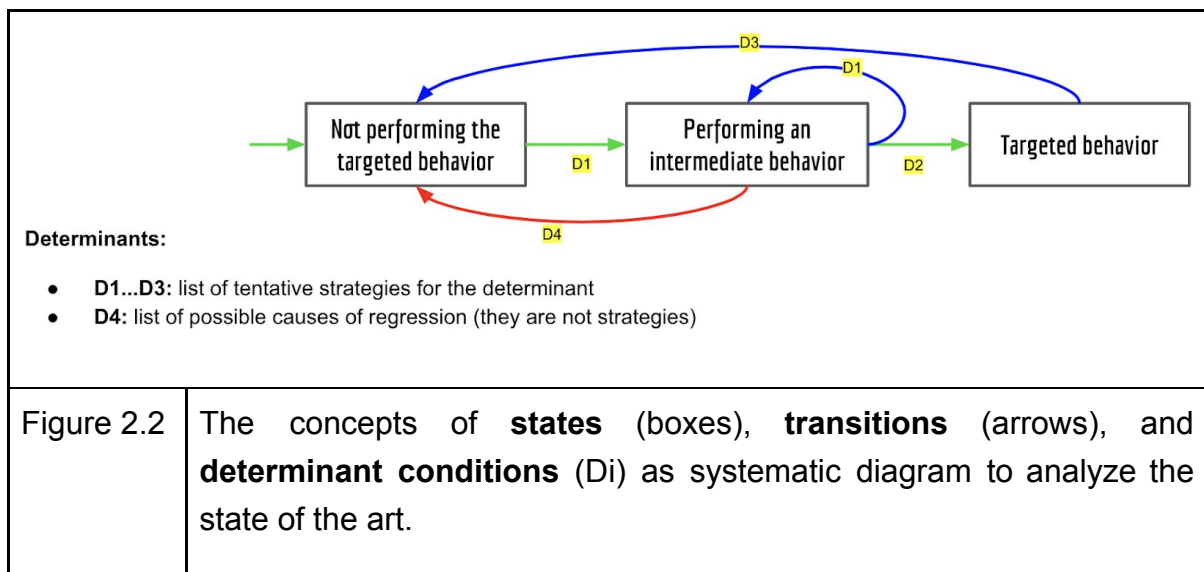 D3
D1
Not performing the
targeted behavior
D1
Performing an
intermediate behavior
D2
Targeted behavior
D4
Determinants:
● D1...D3: list of tentative strategies for the determinant
● D4: list of possible causes of regression (they are not strategies)
Figure 2.2
The concepts of states (boxes), transitions (arrows), and
determinant conditions (Di) as systematic diagram to analyze the
state of the art.